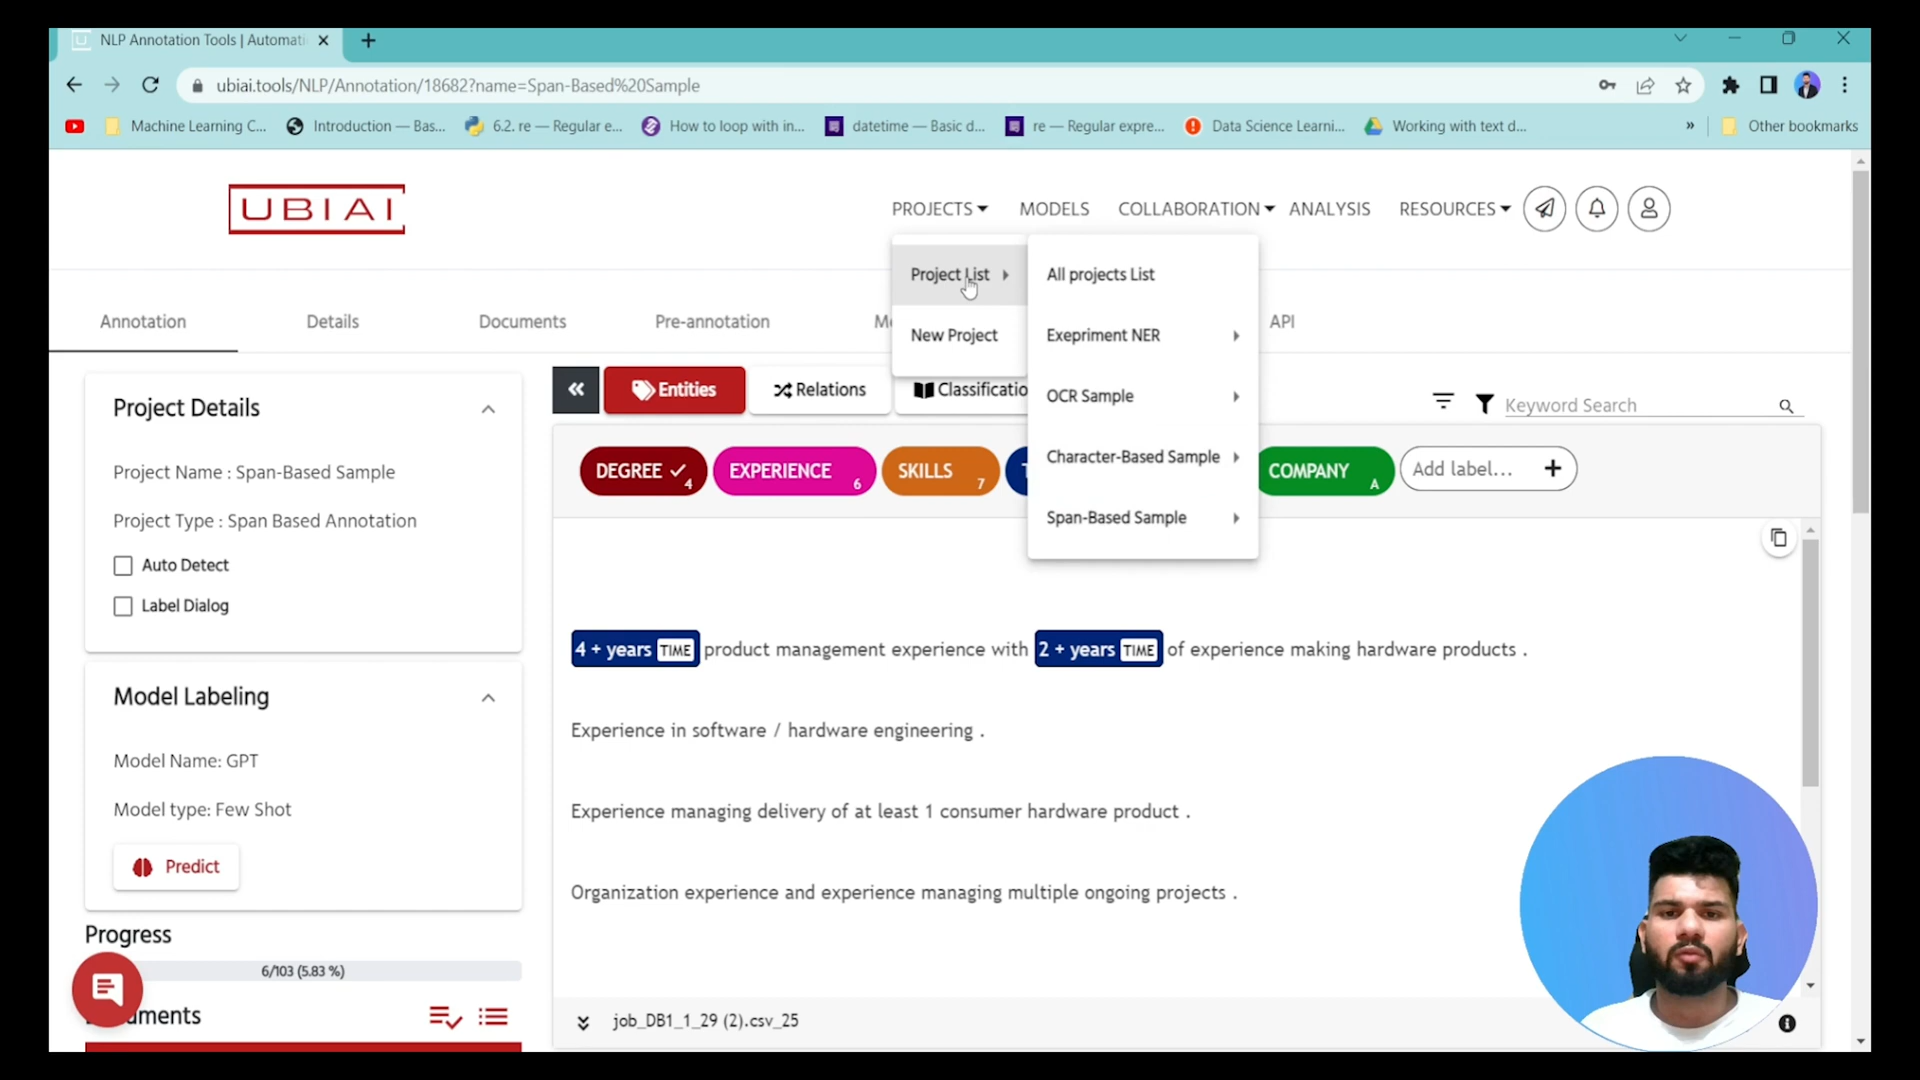 NLP Annotation Tools | Automati
ubiai.tools/NLP/Annotation/18682?name=Span-Based%20Sample
Machine Learning C...
Introduction — Bas...
6.2. re — Regular e...
How to loop with in...
datetime — Basic d...
re — Regular expre...
Data Science Learni...
Working with text d...
»
Other bookmarks
UBIAI
PROJECTS
MODELS
COLLABORATION
ANALYSIS
RESOURCES
Project List
New Project
All projects List
Exepriment NER
OCR Sample
Character-Based Sample
Span-Based Sample
Annotation
Details
Documents
Pre-annotation
API
Project Details
Project Name : Span-Based Sample
Project Type : Span Based Annotation
Auto Detect
Label Dialog
Model Labeling
Model Name: GPT
Model type: Few Shot
Predict
Progress
6/103 (5.83 %)
Entities
Relations
Classificatio
Keyword Search
DEGREE 4
EXPERIENCE 6
SKILLS 7
COMPANY A
Add label... +
4 + years TIME product management experience with 2 + years TIME of experience making hardware products .
Experience in software / hardware engineering .
Experience managing delivery of at least 1 consumer hardware product .
Organization experience and experience managing multiple ongoing projects .
job_DB1_1_29 (2).csv_25